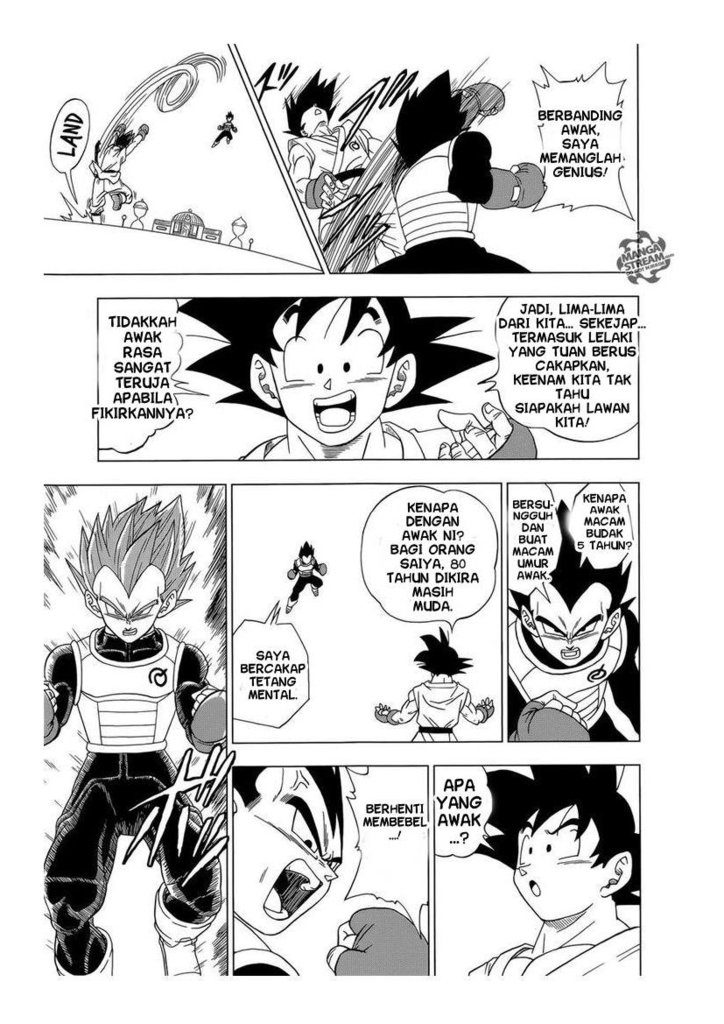 LAND
BERBANDING
AWAK,
SAYA
MEMANGLAH
GENIUS!
MANGA
STREAM
TIDAKKAH
AWAK
RASA
SANGAT
TERUJA
APABILA
FIKIRKANNYA?
JADI, LIMA-LIMA
DARI KITA... SEKEJAP...
TERMASUK LELAKI
YANG TUAN BERUS
CAKAPKAN,
KEENAM KITA TAK
TAHU
SIAPAKAH LAWAN
KITA!
KENAPA
DENGAN
AWAK NI?
BAGI ORANG
SAIYA, 80
TAHUN DIKIRA
MASIH
MUDA.
SAYA
BERCAKAP
TETANG
MENTAL.
KENAPA
AWAK
MACAM
BUDAK
5 TAHUN?
BERSU-
NGGUH
DAN
BUAT
MACAM
UMUR
AWAK.
BERHENTI
MEMBEBEL
...!
APA
YANG
AWAK
...?